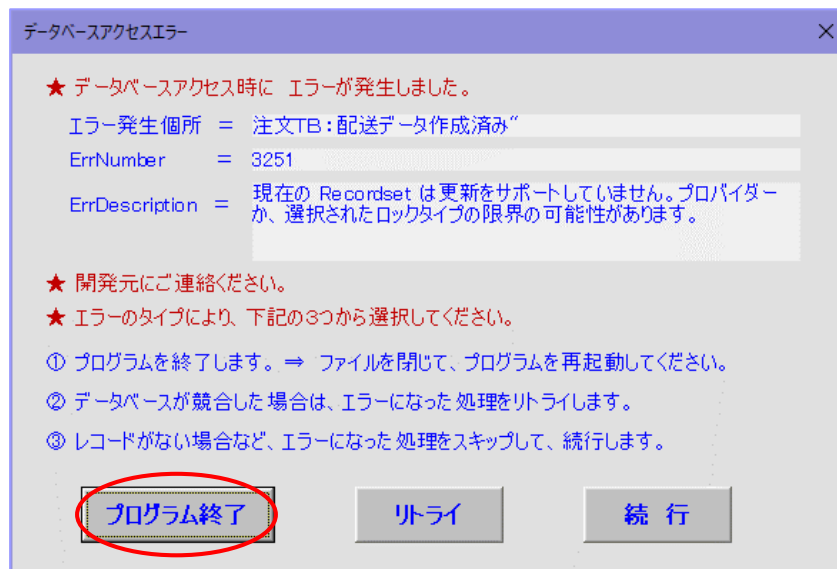 データベースアクセスエラー
★ データベースアクセス時に エラーが発生しました。
エラー発生個所 ＝ 注文TB：配送データ作成済み“
ErrNumber ＝ 3251
ErrDescription ＝ 現在の Recordset は更新をサポートしていません。プロバイダー
か、選択されたロックタイプの限界の可能性があります。
★ 開発元にご連絡ください。
★ エラーのタイプにより、下記の3つから選択してください。
① プログラムを終了します。⇒ ファイルを閉じて、プログラムを再起動してください。
② データベースが競合した場合は、エラーになった処理をリトライします。
③ レコードがない場合など、エラーになった処理をスキップして、続行します。
プログラム終了 リトライ 続 行